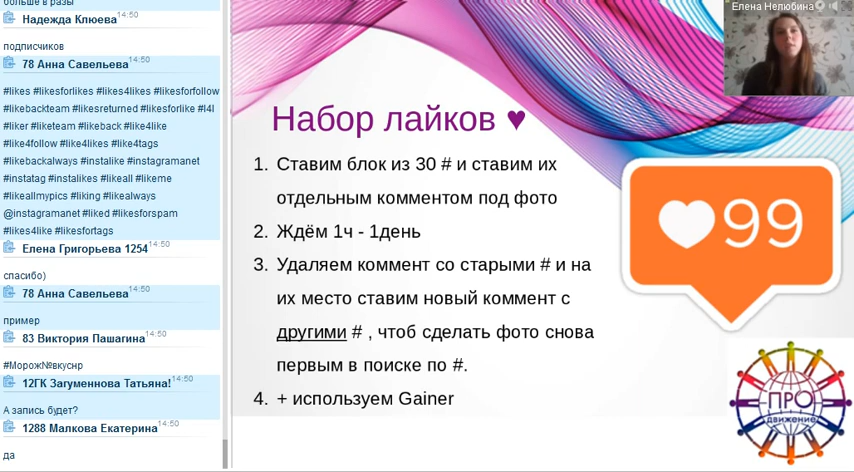 больше в разы
Надежда Клюева 14:50
подписчиков
78 Анна Савельева 14:50
#likes #likesforlikes #likes4likes #likesforfollow
#likebackteam #likesreturned #likesforlike #l4l
#liker #liketeam #likeback #like4like
#like4follow #like4likes #like4tags
#likebackalways #instalike #instagramanet
#instatag #instalikes #likeall #likeme
#likeallmypics #liking #likealways
@instagramanet #liked #likesforspam
#likes4like #likesfortags
Елена Григорьева 1254 14:50
спасибо)
78 Анна Савельева 14:50
пример
83 Виктория Пашагина 14:50
#Морож№вкуснр
12ГК Загуменнова Татьяна! 14:50
А запись будет?
1288 Малкова Екатерина 14:50
да
Елена Нелюбина
Набор лайков ♥
1. Ставим блок из 30 # и ставим их
отдельным комментом под фото
2. Ждём 1ч - 1день
3. Удаляем коммент со старыми # и на
их место ставим новый коммент с
другими # , чтоб сделать фото снова
первым в поиске по #.
4. + используем Gainer
99
ПРО
движение